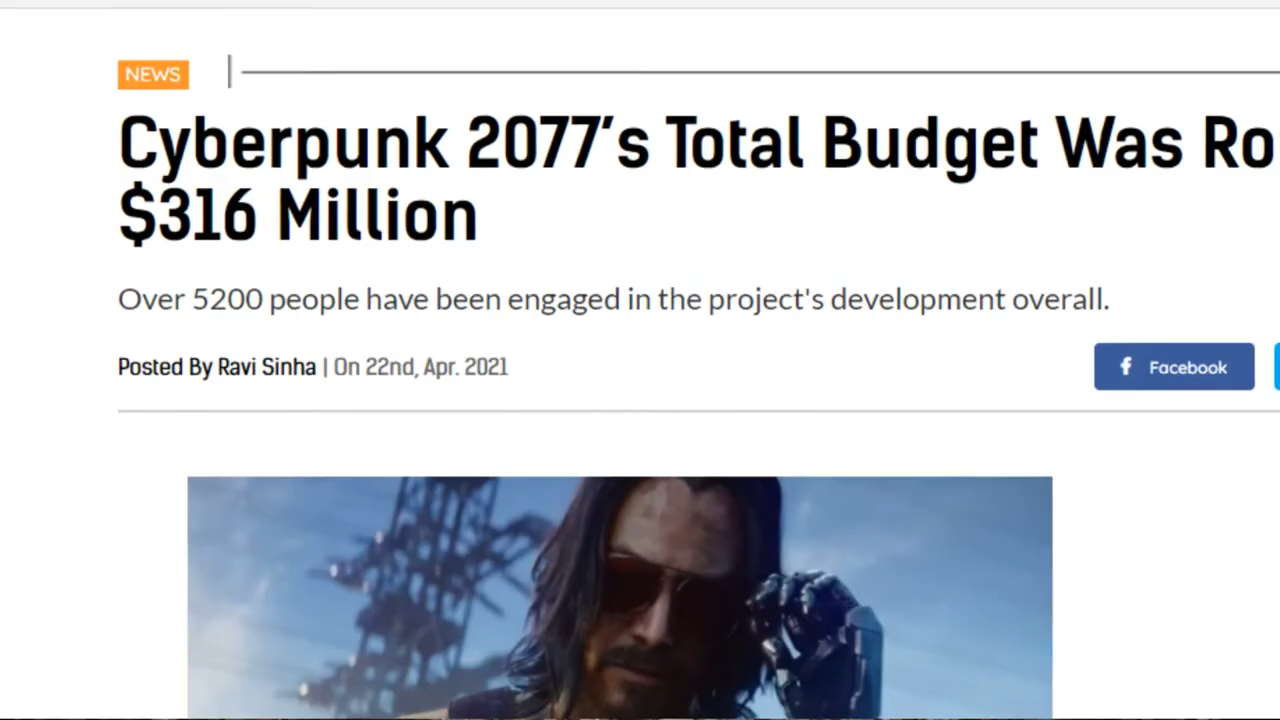 NEWS
Cyberpunk 2077's Total Budget Was Ro
$316 Million
Over 5200 people have been engaged in the project's development overall.
Posted By Ravi Sinha | On 22nd, Apr. 2021
f Facebook